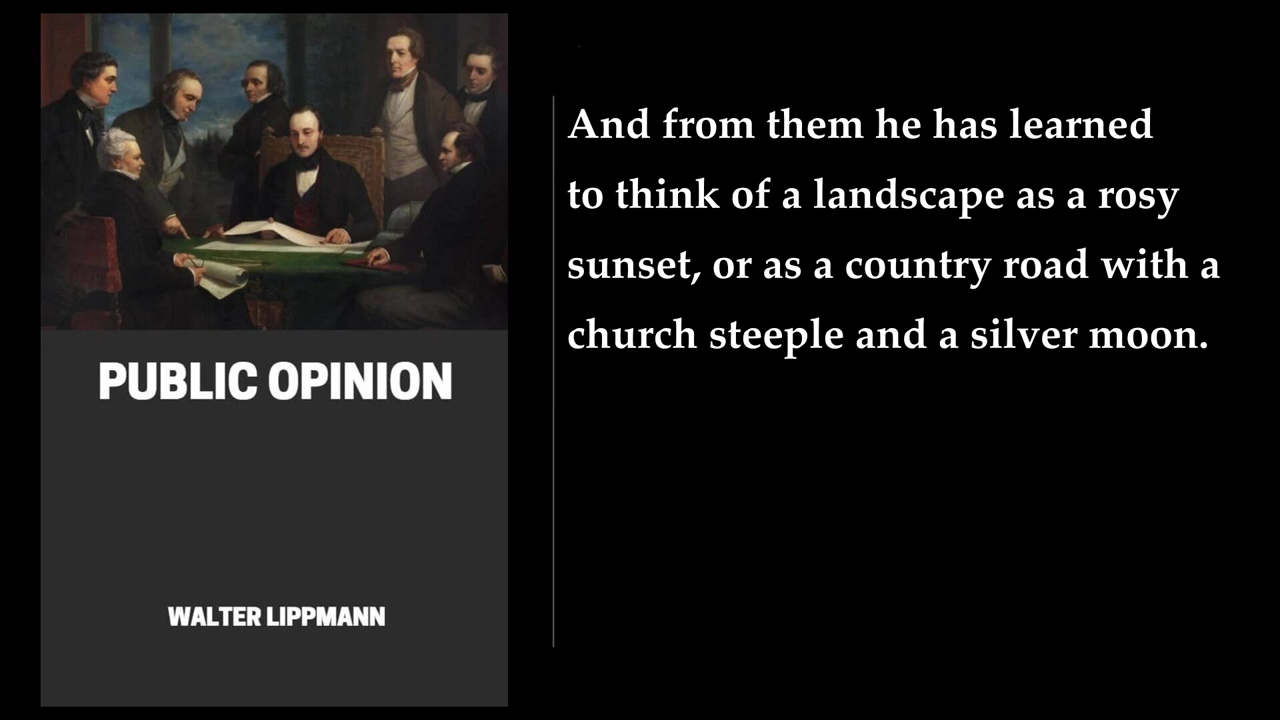 PUBLIC OPINION
WALTER LIPPMANN
And from them he has learned
to think of a landscape as a rosy
sunset, or as a country road with a
church steeple and a silver moon.